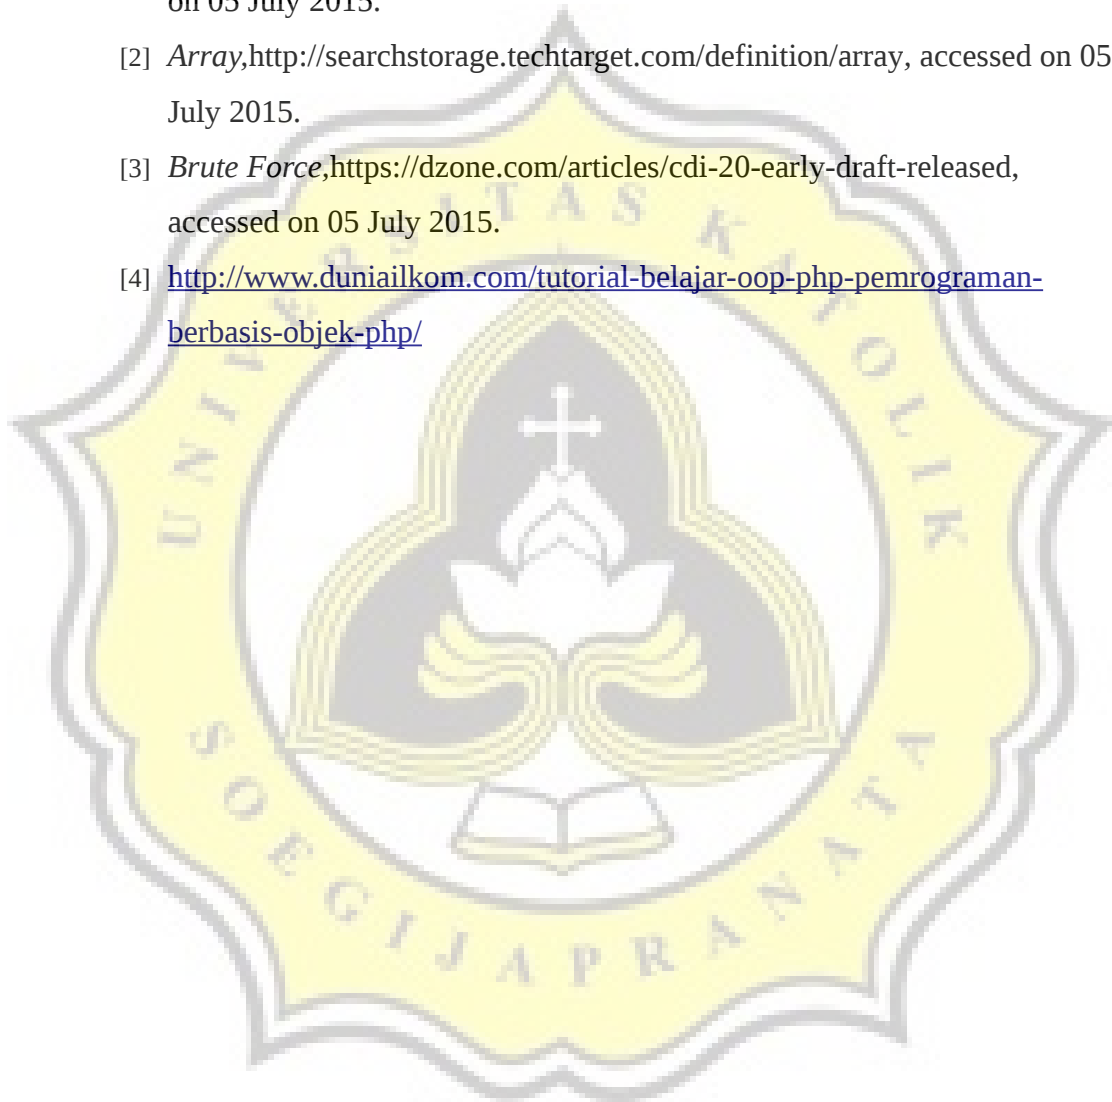 on 05 July 2015.
[2] Array,http://searchstorage.techtarget.com/definition/array, accessed on 05
July 2015.
[3] Brute Force,https://dzone.com/articles/cdi-20-early-draft-released,
accessed on 05 July 2015.
[4] http://www.duniailkom.com/tutorial-belajar-oop-php-pemrograman-
berbasis-objek-php/
UNIVERSITAS KATOLIK
SOEGIJAPRANATA